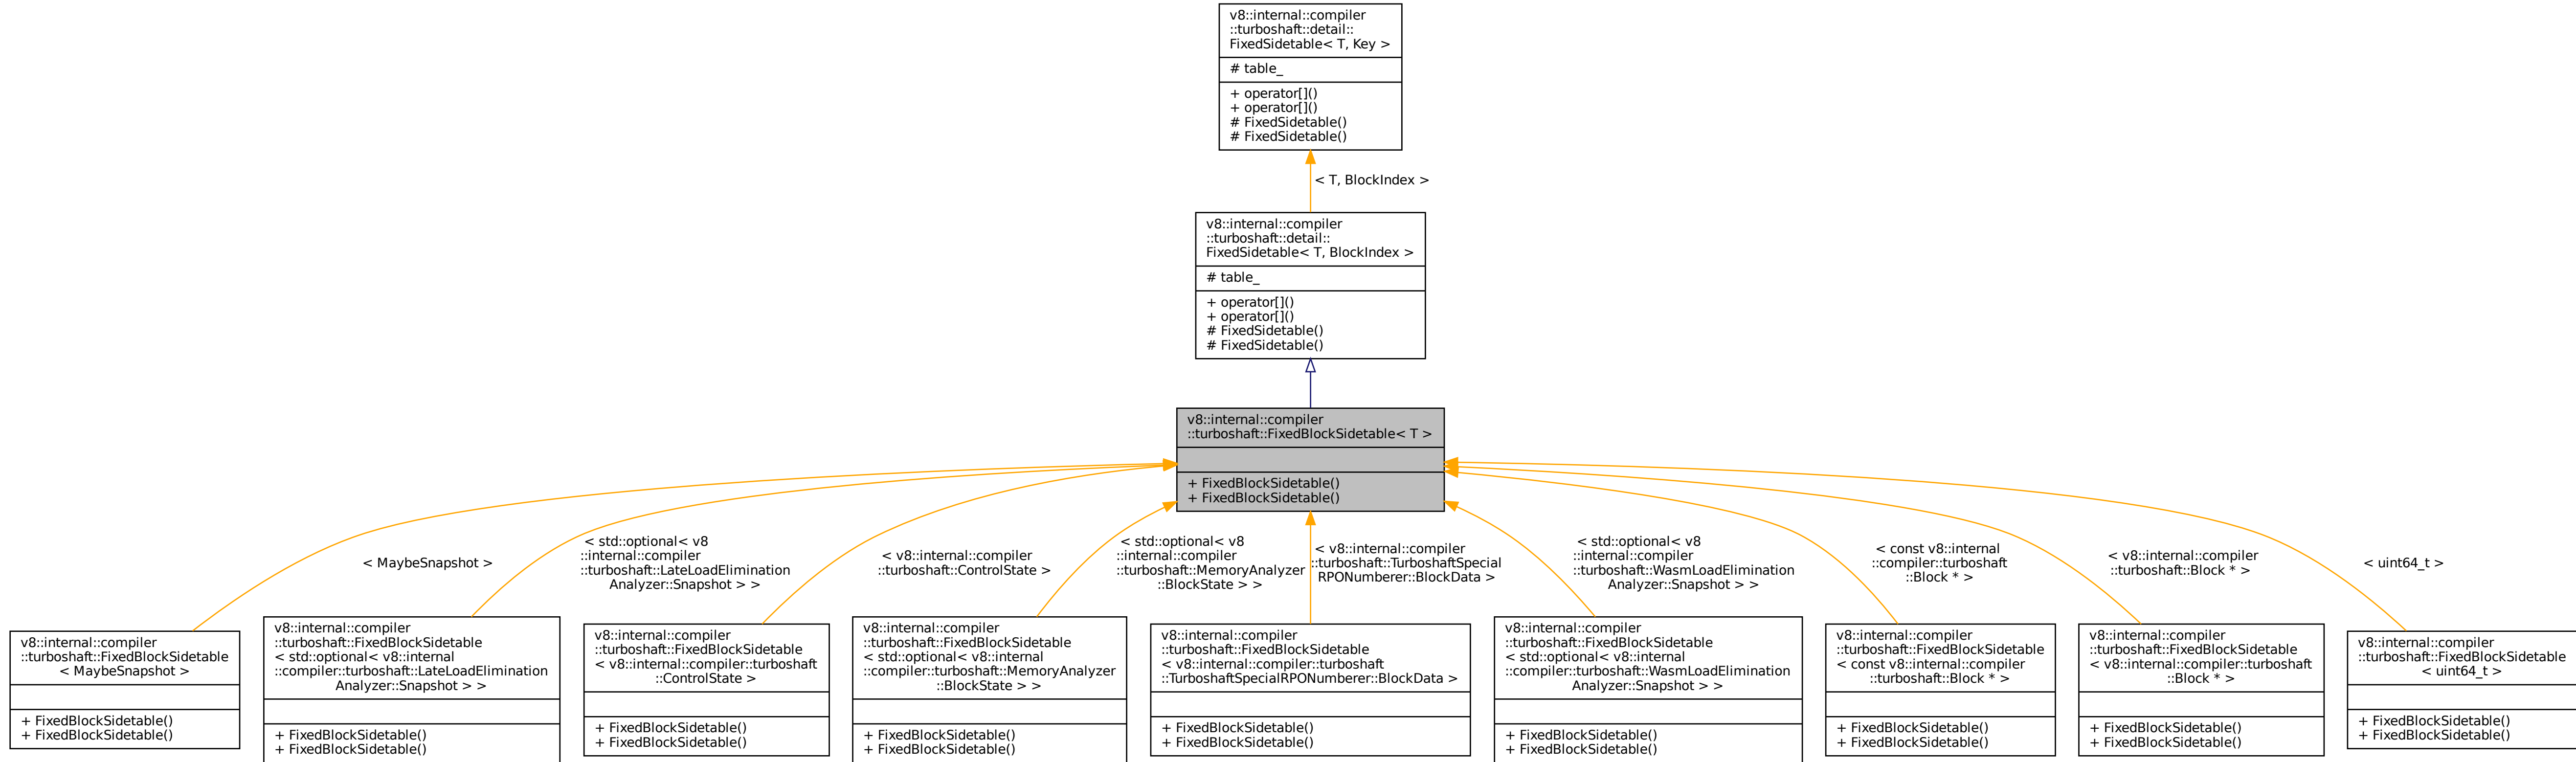 v8::internal::compiler
::turboshaft::detail::
FixedSidetable< T, Key >
# table_
+ operator[]()
+ operator[]()
# FixedSidetable()
# FixedSidetable()
< T, BlockIndex >
v8::internal::compiler
::turboshaft::detail::
FixedSidetable< T, BlockIndex >
# table_
+ operator[]()
+ operator[]()
# FixedSidetable()
# FixedSidetable()
v8::internal::compiler
::turboshaft::FixedBlockSidetable< T >
+ FixedBlockSidetable()
+ FixedBlockSidetable()
< MaybeSnapshot >
< std::optional< v8
::internal::compiler
::turboshaft::LateLoadElimination
Analyzer::Snapshot > >
< v8::internal::compiler
::turboshaft::ControlState >
< std::optional< v8
::internal::compiler
::turboshaft::MemoryAnalyzer
::BlockState > >
< v8::internal::compiler
::turboshaft::TurboshaftSpecial
RPONumberer::BlockData >
< std::optional< v8
::internal::compiler
::turboshaft::WasmLoadElimination
Analyzer::Snapshot > >
< const v8::internal
::compiler::turboshaft
::Block * >
< v8::internal::compiler
::turboshaft::Block * >
< uint64_t >
v8::internal::compiler
::turboshaft::FixedBlockSidetable
< MaybeSnapshot >
+ FixedBlockSidetable()
+ FixedBlockSidetable()
v8::internal::compiler
::turboshaft::FixedBlockSidetable
< std::optional< v8::internal
::compiler::turboshaft::LateLoadElimination
Analyzer::Snapshot > >
+ FixedBlockSidetable()
+ FixedBlockSidetable()
v8::internal::compiler
::turboshaft::FixedBlockSidetable
< v8::internal::compiler::turboshaft
::ControlState >
+ FixedBlockSidetable()
+ FixedBlockSidetable()
v8::internal::compiler
::turboshaft::FixedBlockSidetable
< std::optional< v8::internal
::compiler::turboshaft::MemoryAnalyzer
::BlockState > >
+ FixedBlockSidetable()
+ FixedBlockSidetable()
v8::internal::compiler
::turboshaft::FixedBlockSidetable
< v8::internal::compiler::turboshaft
::TurboshaftSpecialRPONumberer::BlockData >
+ FixedBlockSidetable()
+ FixedBlockSidetable()
v8::internal::compiler
::turboshaft::FixedBlockSidetable
< std::optional< v8::internal
::compiler::turboshaft::WasmLoadElimination
Analyzer::Snapshot > >
+ FixedBlockSidetable()
+ FixedBlockSidetable()
v8::internal::compiler
::turboshaft::FixedBlockSidetable
< const v8::internal::compiler
::turboshaft::Block * >
+ FixedBlockSidetable()
+ FixedBlockSidetable()
v8::internal::compiler
::turboshaft::FixedBlockSidetable
< v8::internal::compiler::turboshaft
::Block * >
+ FixedBlockSidetable()
+ FixedBlockSidetable()
v8::internal::compiler
::turboshaft::FixedBlockSidetable
< uint64_t >
+ FixedBlockSidetable()
+ FixedBlockSidetable()